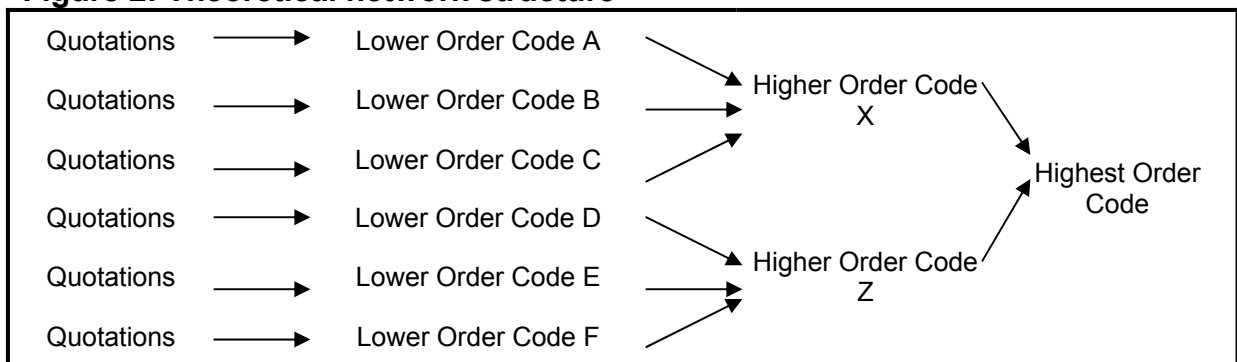 Figure 2. Theoretical network structure
Quotations Lower Order Code A
Quotations Lower Order Code B
Quotations Lower Order Code C
Quotations Lower Order Code D
Quotations Lower Order Code E
Quotations Lower Order Code F
Higher Order Code
X
Higher Order Code
Z
Highest Order
Code